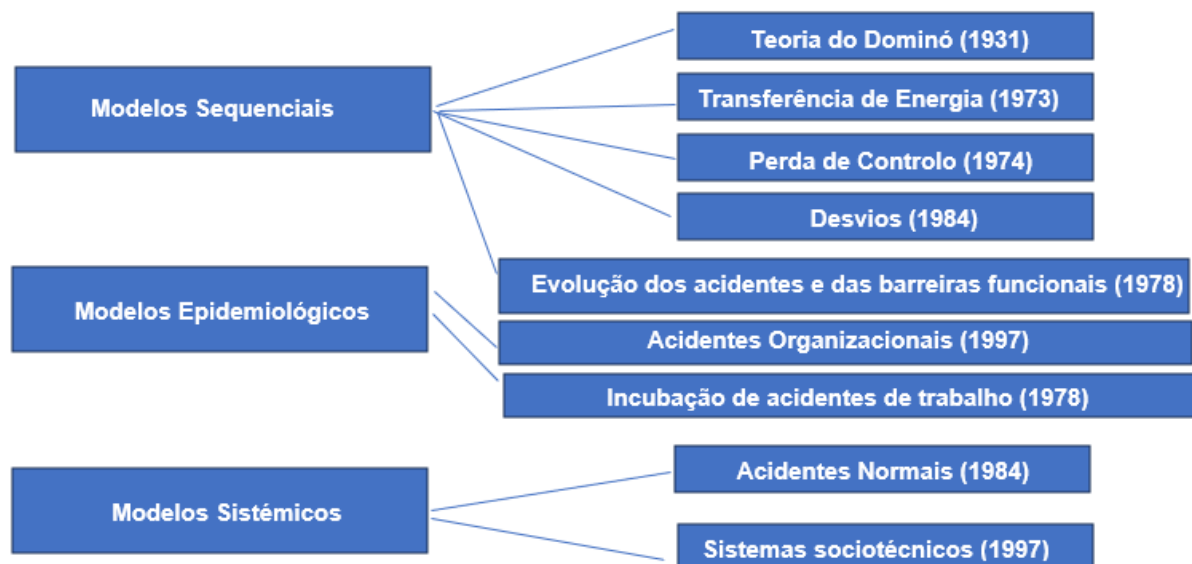 Modelos Sequenciais
Teoria do Dominó (1931)
Transferência de Energia (1973)
Perda de Controlo (1974)
Desvios (1984)
Evolução dos acidentes e das barreiras funcionais (1978)
Modelos Epidemiológicos
Acidentes Organizacionais (1997)
Incubação de acidentes de trabalho (1978)
Modelos Sistémicos
Acidentes Normais (1984)
Sistemas sociotécnicos (1997)